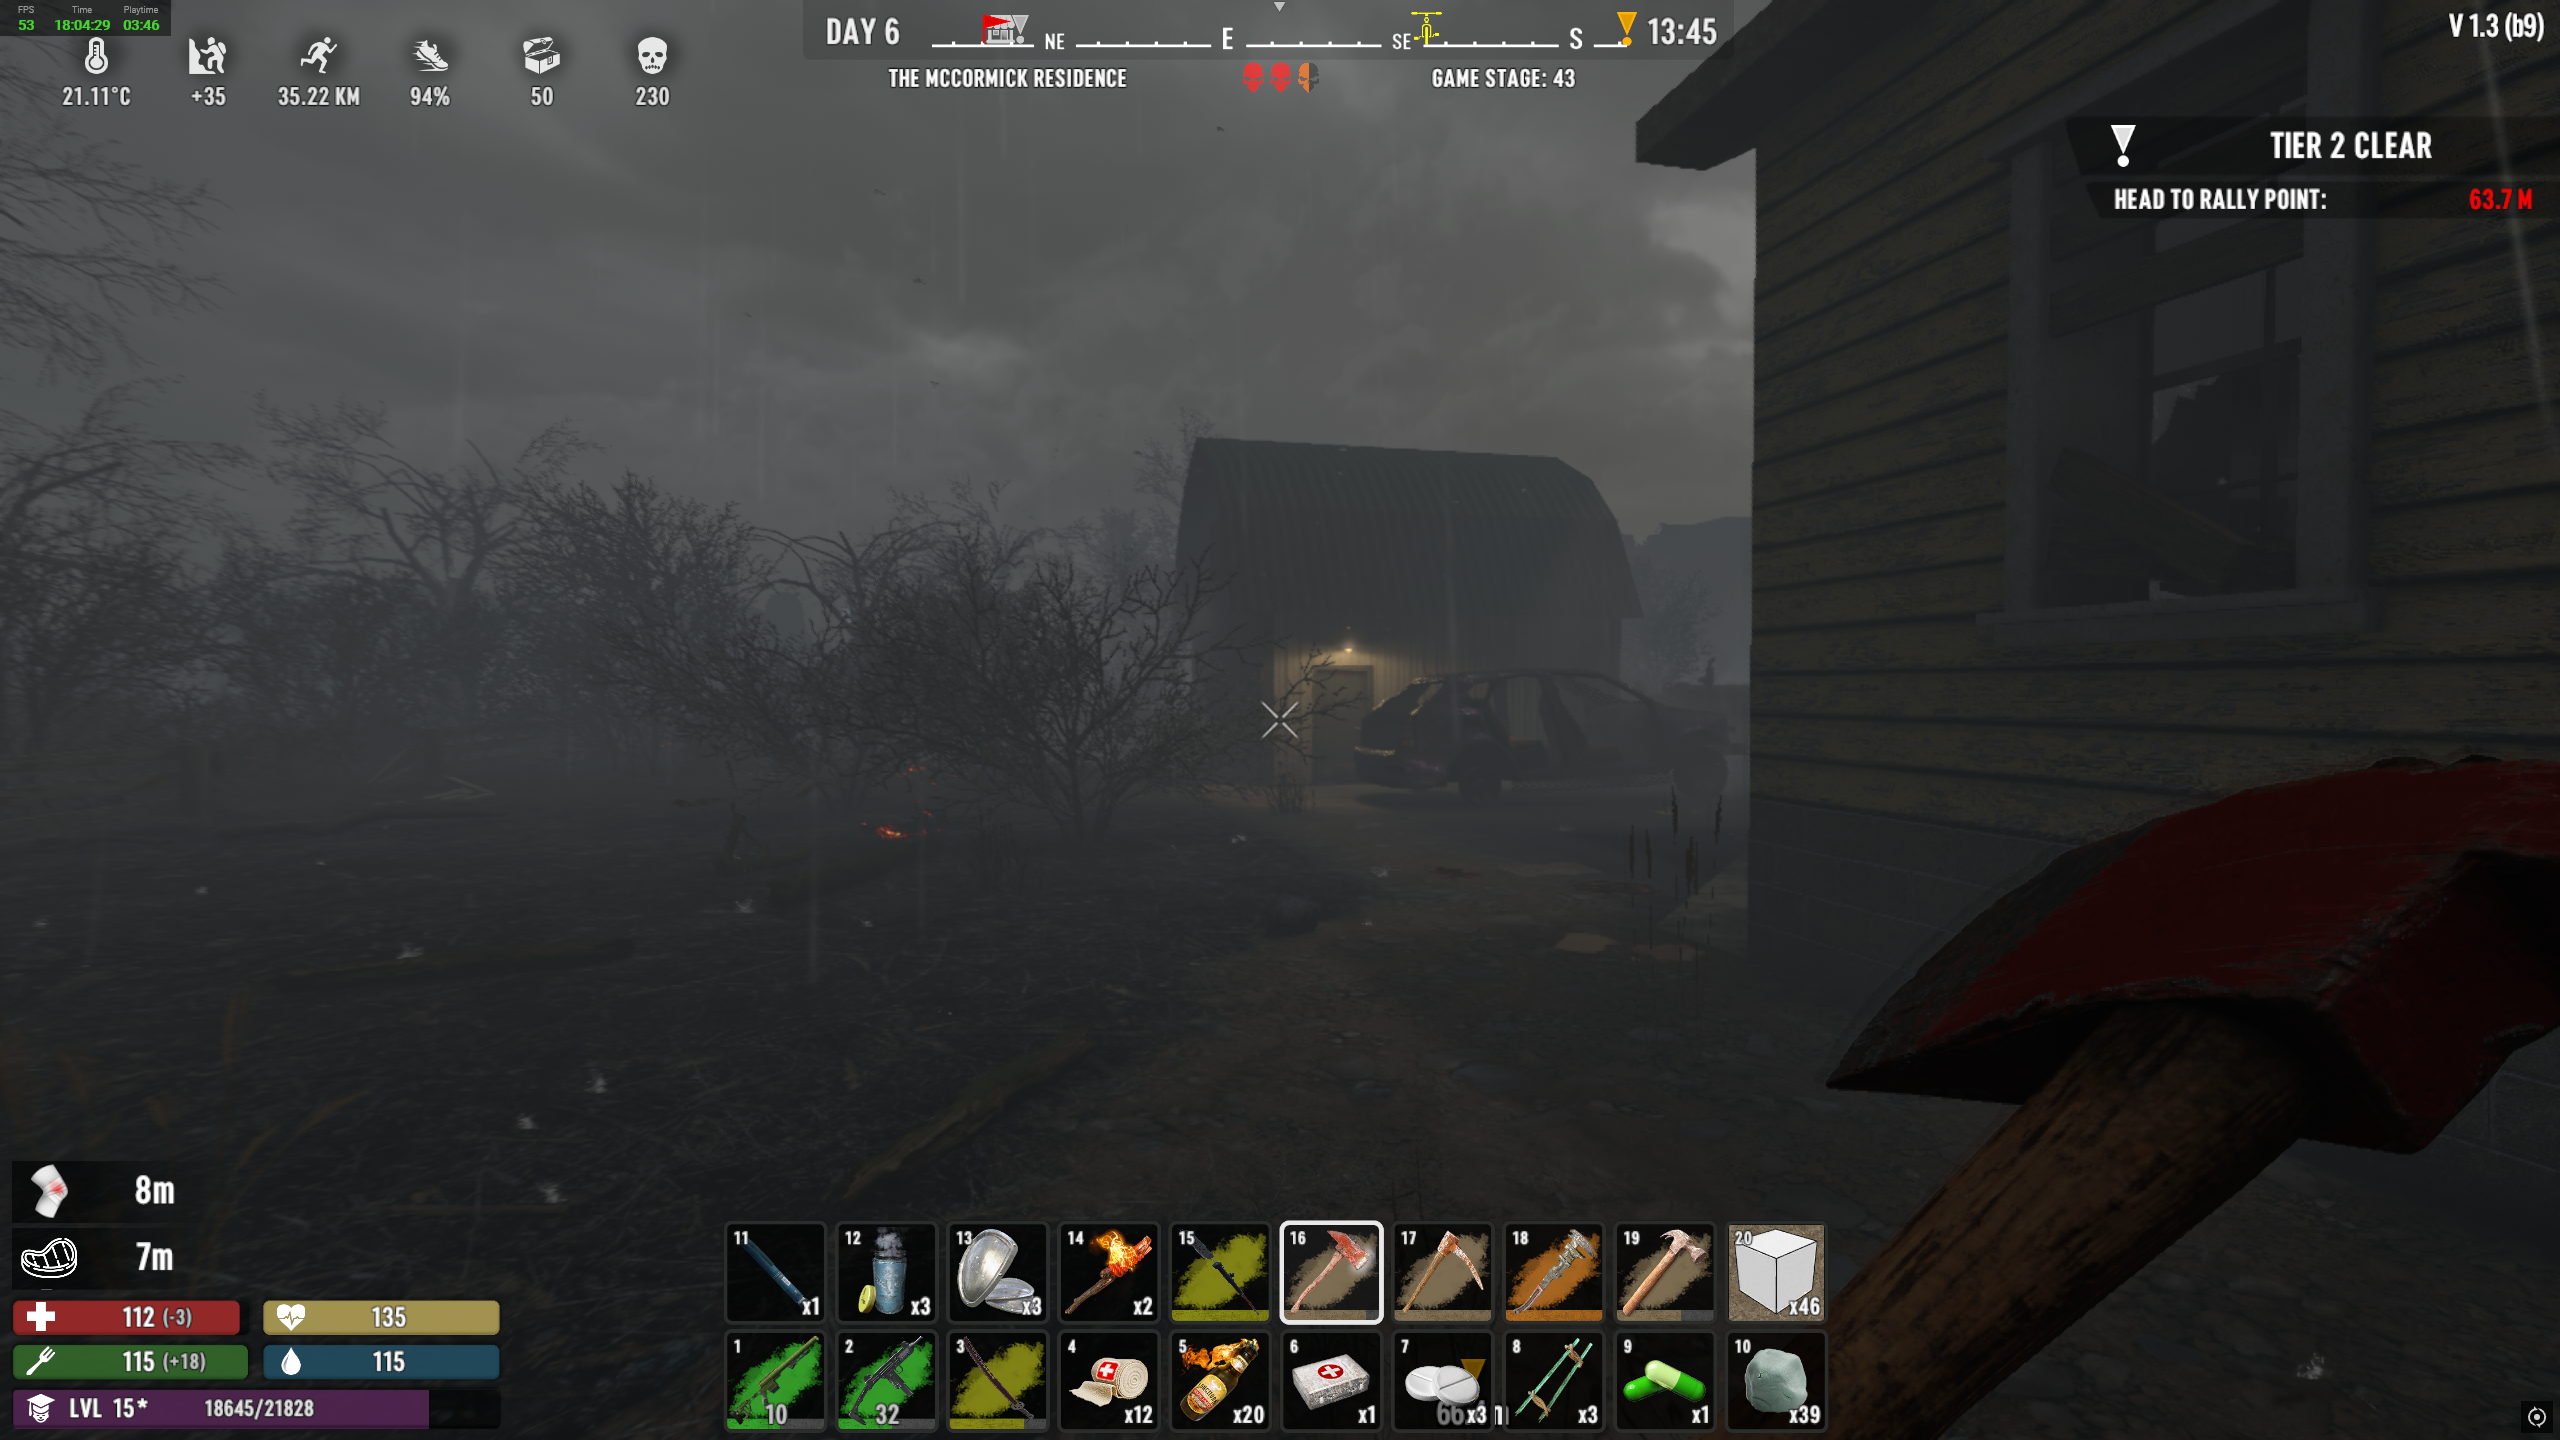 FPS Time Playtime
53 18:04:29 03:46
21.11°C +35 35.22 KM 94% 50 230
DAY 6 NE E SE S 13:45
THE MCCORMICK RESIDENCE GAME STAGE: 43
V 1.3 (b9)
TIER 2 CLEAR
HEAD TO RALLY POINT: 63.7 M
8m
7m
112 (-3) 135
115 (+18) 115
LVL 15* 18645/21828
11 x1
12 x3
13 x3
14 x2
15
16
17
18
19
20 x46
1 10
2 32
3
4 x12
5 x20
6 x1
7 x3
8 x3
9 x1
10 x39